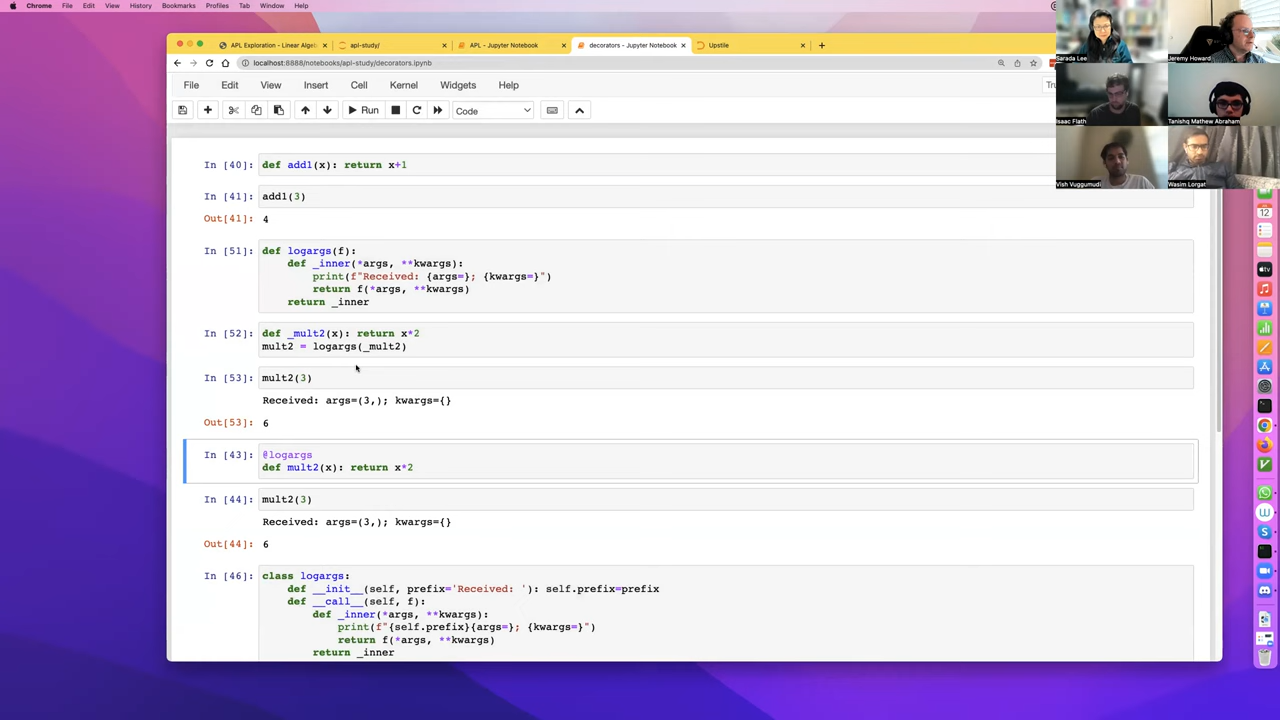 Chrome File Edit View History Bookmarks Profiles Tab Window Help
APL Exploration - Linear Algeb
apl-study/
APL - Jupyter Notebook
decorators - Jupyter Notebook
Upstile
localhost:8888/notebooks/apl-study/decorators.ipynb
File Edit View Insert Cell Kernel Widgets Help
Run
Code
In [40]: def add1(x): return x+1
In [41]: add1(3)
Out[41]: 4
In [51]: def logargs(f):
def _inner(*args, **kwargs):
print(f"Received: {args=}; {kwargs=}")
return f(*args, **kwargs)
return _inner
In [52]: def _mult2(x): return x*2
mult2 = logargs(_mult2)
In [53]: mult2(3)
Received: args=(3,); kwargs={}
Out[53]: 6
In [43]: @logargs
def mult2(x): return x*2
In [44]: mult2(3)
Received: args=(3,); kwargs={}
Out[44]: 6
In [46]: class logargs:
def __init__(self, prefix='Received: '): self.prefix=prefix
def __call__(self, f):
def _inner(*args, **kwargs):
print(f"{self.prefix}{args=}; {kwargs=}")
return f(*args, **kwargs)
return _inner
Sarada Lee
Jeremy Howard
Isaac Flath
Tanishq Mathew Abraham
Vish Vuggumudi
Wasim Lorgat
12